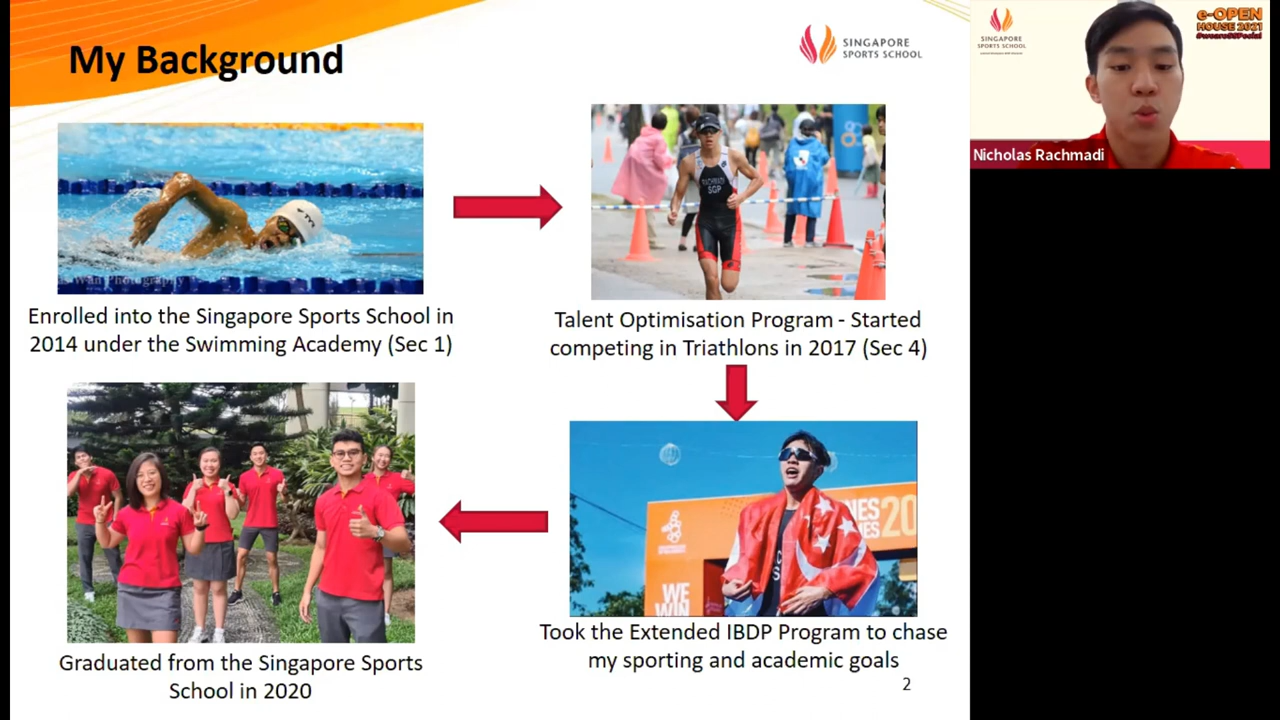 My Background
SINGAPORE
SPORTS SCHOOL
Enrolled into the Singapore Sports School in
2014 under the Swimming Academy (Sec 1)
RACHMADI
SGP
Talent Optimisation Program - Started
competing in Triathlons in 2017 (Sec 4)
Graduated from the Singapore Sports
School in 2020
WE
WIN
20
Took the Extended IBDP Program to chase
my sporting and academic goals
2
SINGAPORE
SPORTS SCHOOL
e-OPEN
HOUSE 2021
Nicholas Rachmadi